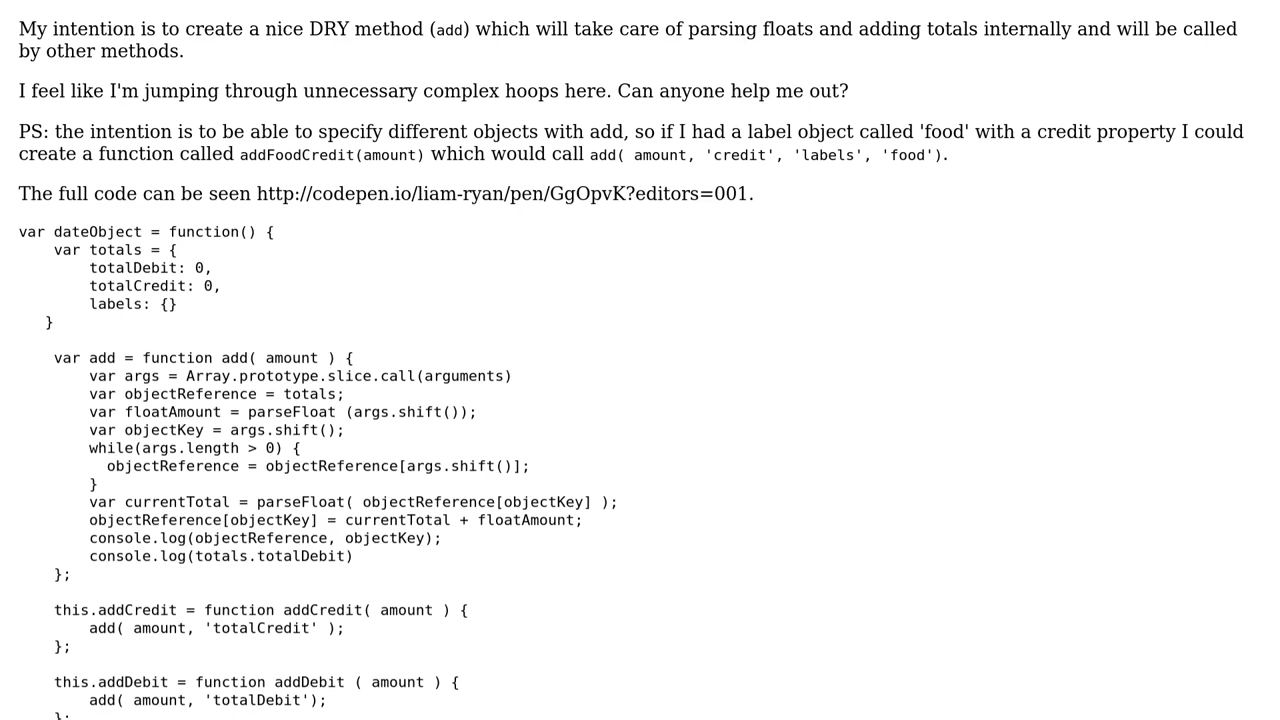 My intention is to create a nice DRY method (add) which will take care of parsing floats and adding totals internally and will be called
by other methods.
I feel like I'm jumping through unnecessary complex hoops here. Can anyone help me out?
PS: the intention is to be able to specify different objects with add, so if I had a label object called 'food' with a credit property I could
create a function called addFoodCredit(amount) which would call add( amount, 'credit', 'labels', 'food').
The full code can be seen http://codepen.io/liam-ryan/pen/GgOpvK?editors=001.
var dateObject = function() {
    var totals = {
        totalDebit: 0,
        totalCredit: 0,
        labels: {}
   }
    var add = function add( amount ) {
        var args = Array.prototype.slice.call(arguments)
        var objectReference = totals;
        var floatAmount = parseFloat (args.shift());
        var objectKey = args.shift();
        while(args.length > 0) {
          objectReference = objectReference[args.shift()];
        }
        var currentTotal = parseFloat( objectReference[objectKey] );
        objectReference[objectKey] = currentTotal + floatAmount;
        console.log(objectReference, objectKey);
        console.log(totals.totalDebit)
    };
    this.addCredit = function addCredit( amount ) {
        add( amount, 'totalCredit' );
    };
    this.addDebit = function addDebit ( amount ) {
        add( amount, 'totalDebit');
    };